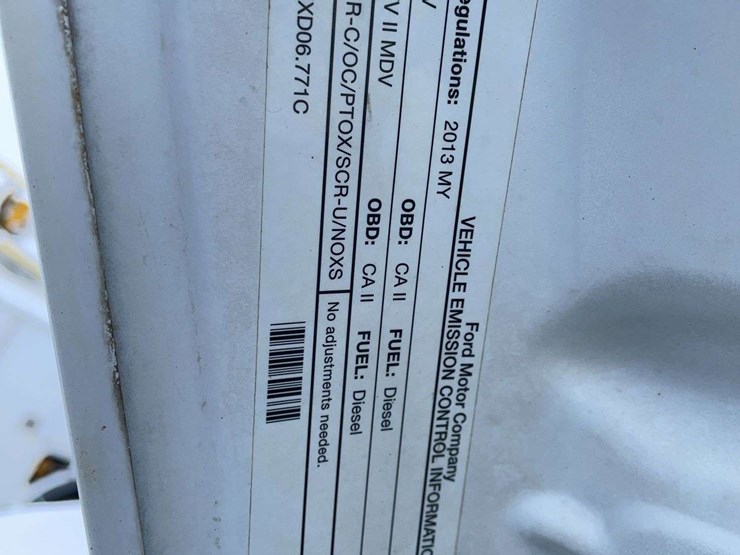 Ford Motor Company
VEHICLE EMISSION CONTROL INFORMATIO
egulations: 2013 MY
OBD: CA II FUEL: Diesel
V II MDV OBD: CA II FUEL: Diesel
R-C/OC/PTOX/SCR-U/NOXS No adjustments needed.
XD06.771C